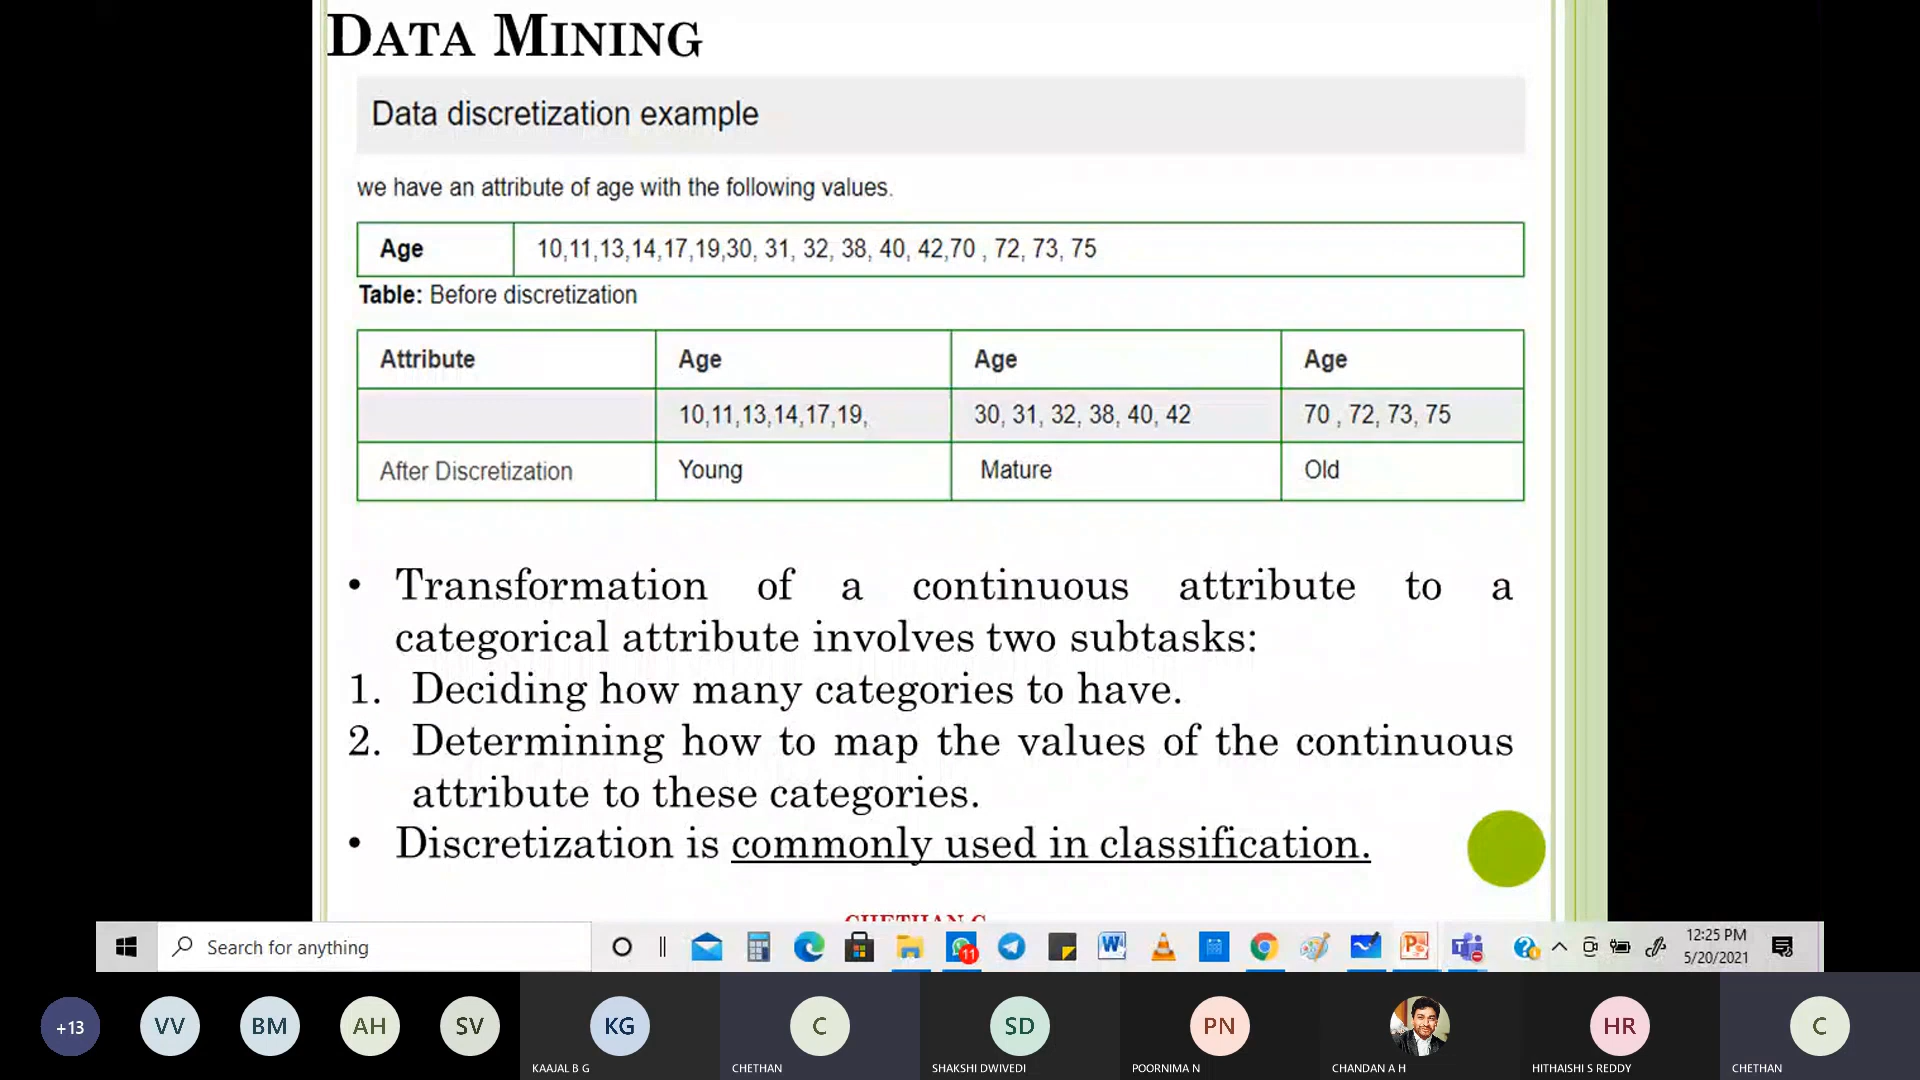 DATA MINING
Data discretization example
we have an attribute of age with the following values.
Age 10,11,13,14,17,19,30, 31, 32, 38, 40, 42,70 , 72, 73, 75
Table: Before discretization
Attribute Age Age Age
10,11,13,14,17,19, 30, 31, 32, 38, 40, 42 70 , 72, 73, 75
After Discretization Young Mature Old
• Transformation of a continuous attribute to a
categorical attribute involves two subtasks:
1. Deciding how many categories to have.
2. Determining how to map the values of the continuous
attribute to these categories.
• Discretization is commonly used in classification.
CHETHAN G
Search for anything
11
12:25 PM
5/20/2021
+13 VV BM AH SV KG C SD PN HR C
KAAJAL B G CHETHAN SHAKSHI DWIVEDI POORNIMA N CHANDAN A H HITHAISHI S REDDY CHETHAN